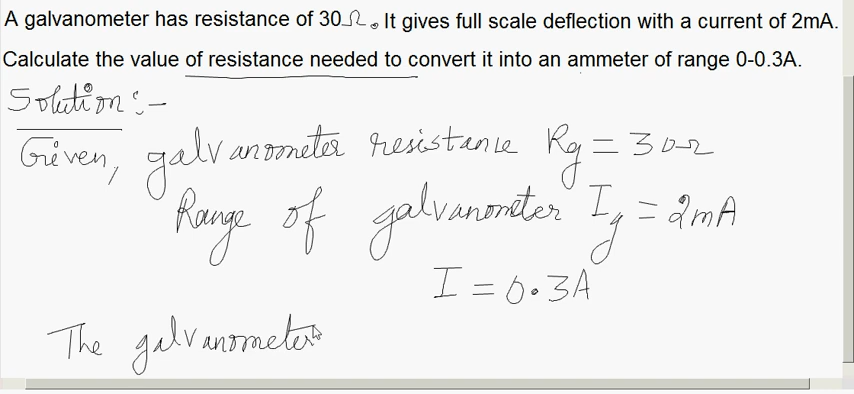 A galvanometer has resistance of 30Ω. It gives full scale deflection with a current of 2mA.
Calculate the value of resistance needed to convert it into an ammeter of range 0-0.3A.
Solution :-
Given, galvanometer resistance Rg = 30Ω
Range of galvanometer Ig = 2mA
I = 0.3A
The galvanometer